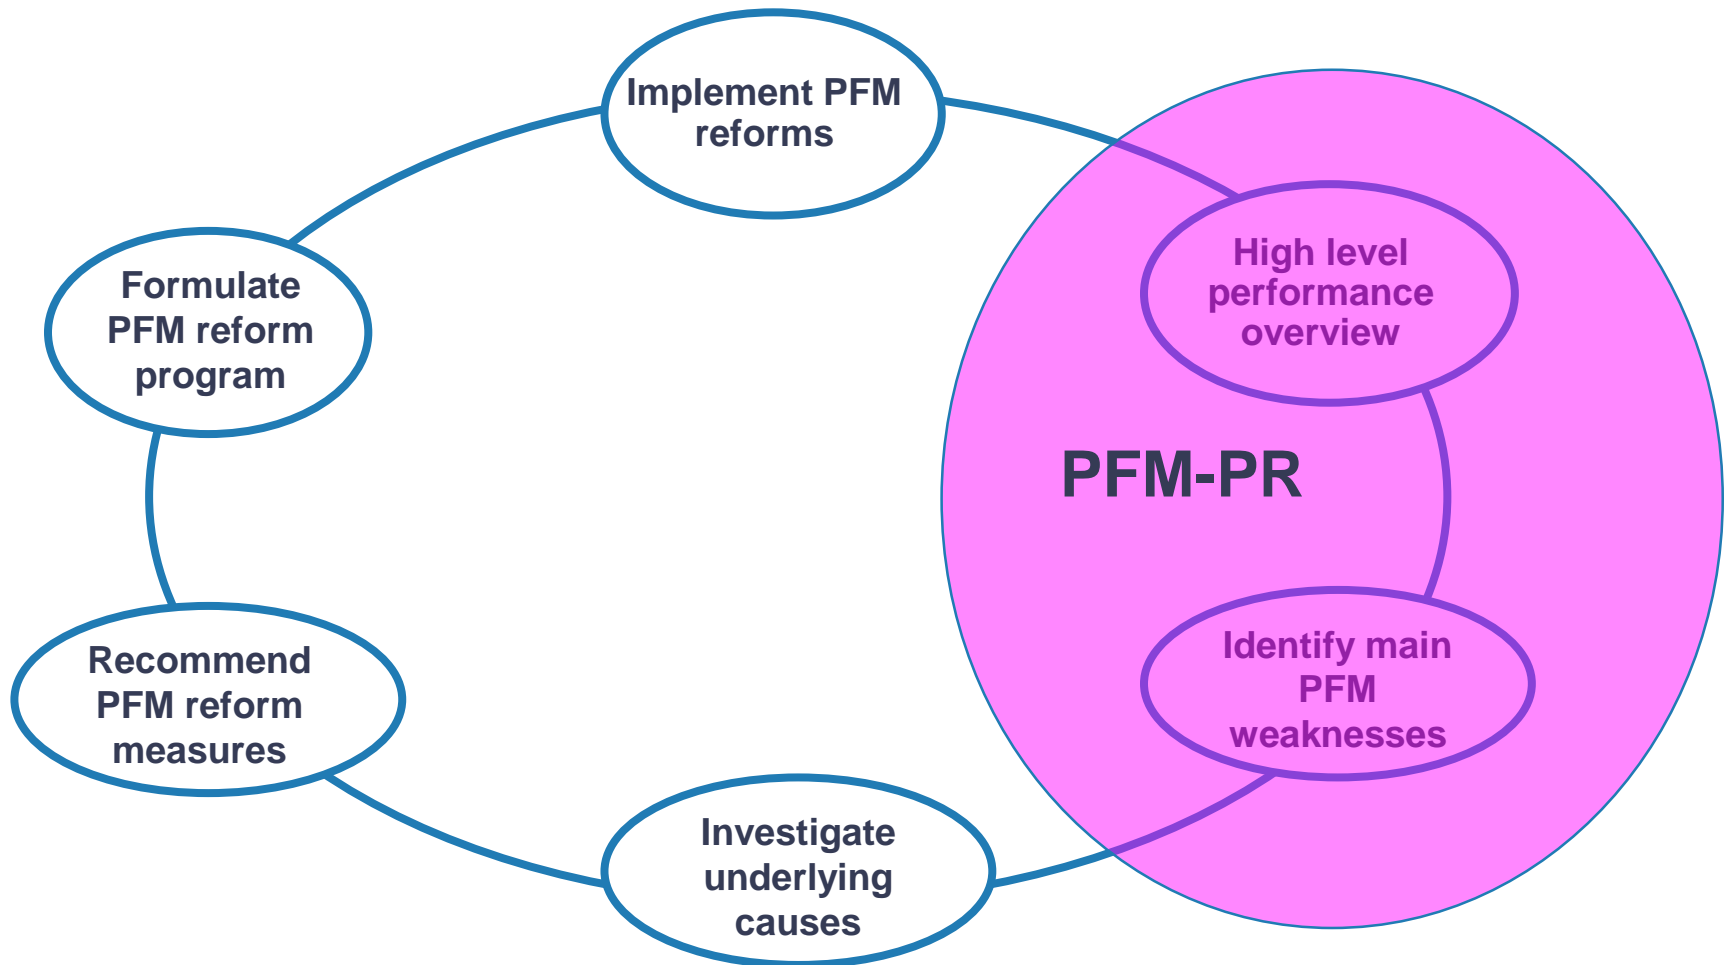 Implement PFM
reforms
High level
performance
overview
Formulate
PFM reform
program
PFM-PR
Identify main
PFM
weaknesses
Recommend
PFM reform
measures
Investigate
underlying
causes